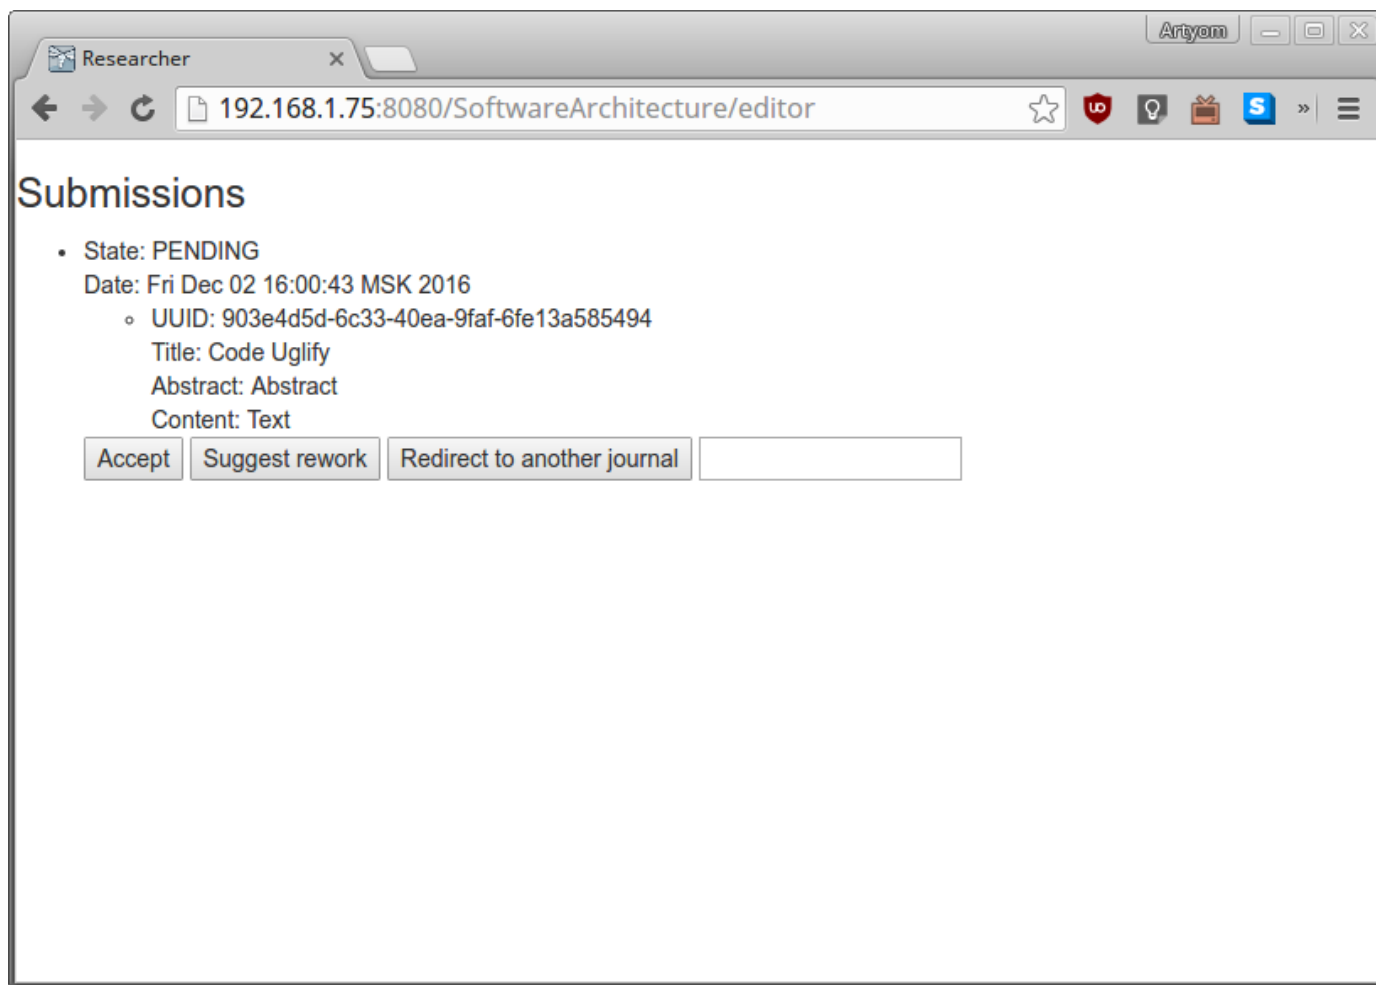 Artyom
Researcher
192.168.1.75:8080/SoftwareArchitecture/editor
Submissions
State: PENDING
Date: Fri Dec 02 16:00:43 MSK 2016
UUID: 903e4d5d-6c33-40ea-9faf-6fe13a585494
Title: Code Uglify
Abstract: Abstract
Content: Text
Accept Suggest rework Redirect to another journal